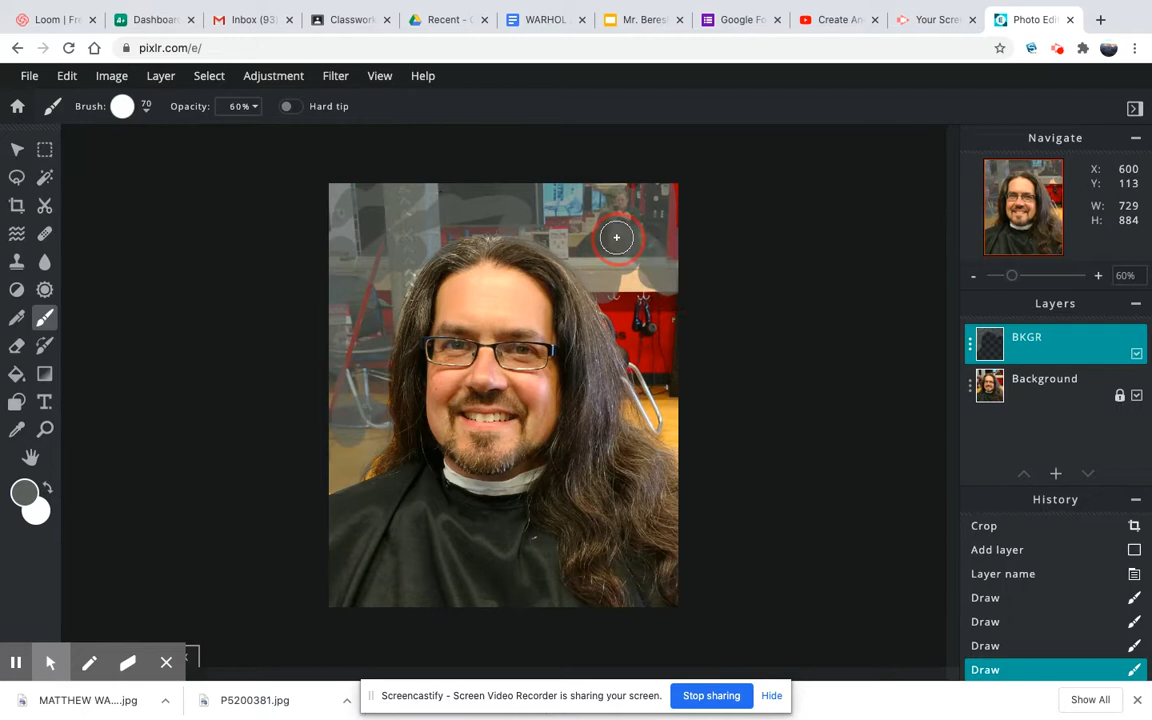 Loom | Fre
Dashboar
Inbox (93)
Classwork
Recent - G
WARHOL
Mr. Beresh
Google Fo
Create An
Your Scre
Photo Edit
pixlr.com/e/
File Edit Image Layer Select Adjustment Filter View Help
Brush: 70 Opacity: 60% Hard tip
Navigate
X: 600
Y: 113
W: 729
H: 884
60%
Layers
BKGR
Background
History
Crop
Add layer
Layer name
Draw
Draw
Draw
Draw
Screencastify - Screen Video Recorder is sharing your screen. Stop sharing Hide
MATTHEW WA....jpg
P5200381.jpg
Show All